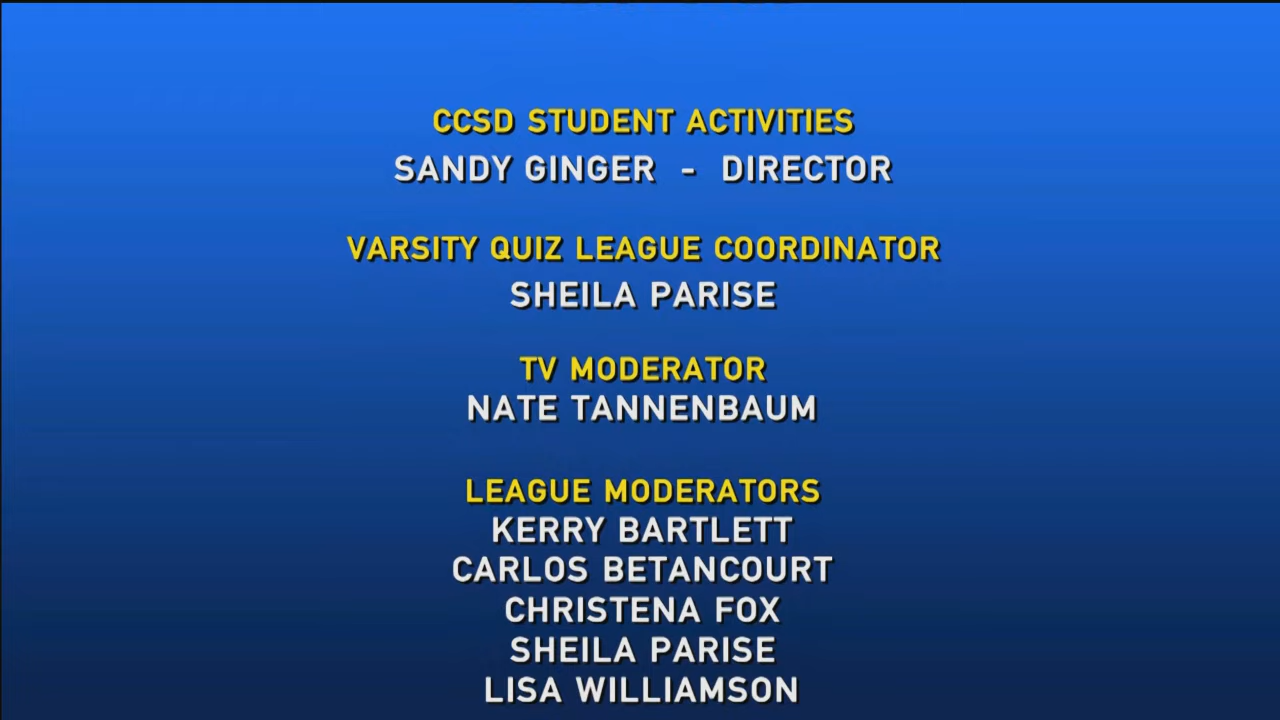 CCSD STUDENT ACTIVITIES
SANDY GINGER - DIRECTOR
VARSITY QUIZ LEAGUE COORDINATOR
SHEILA PARISE
TV MODERATOR
NATE TANNENBAUM
LEAGUE MODERATORS
KERRY BARTLETT
CARLOS BETANCOURT
CHRISTENA FOX
SHEILA PARISE
LISA WILLIAMSON